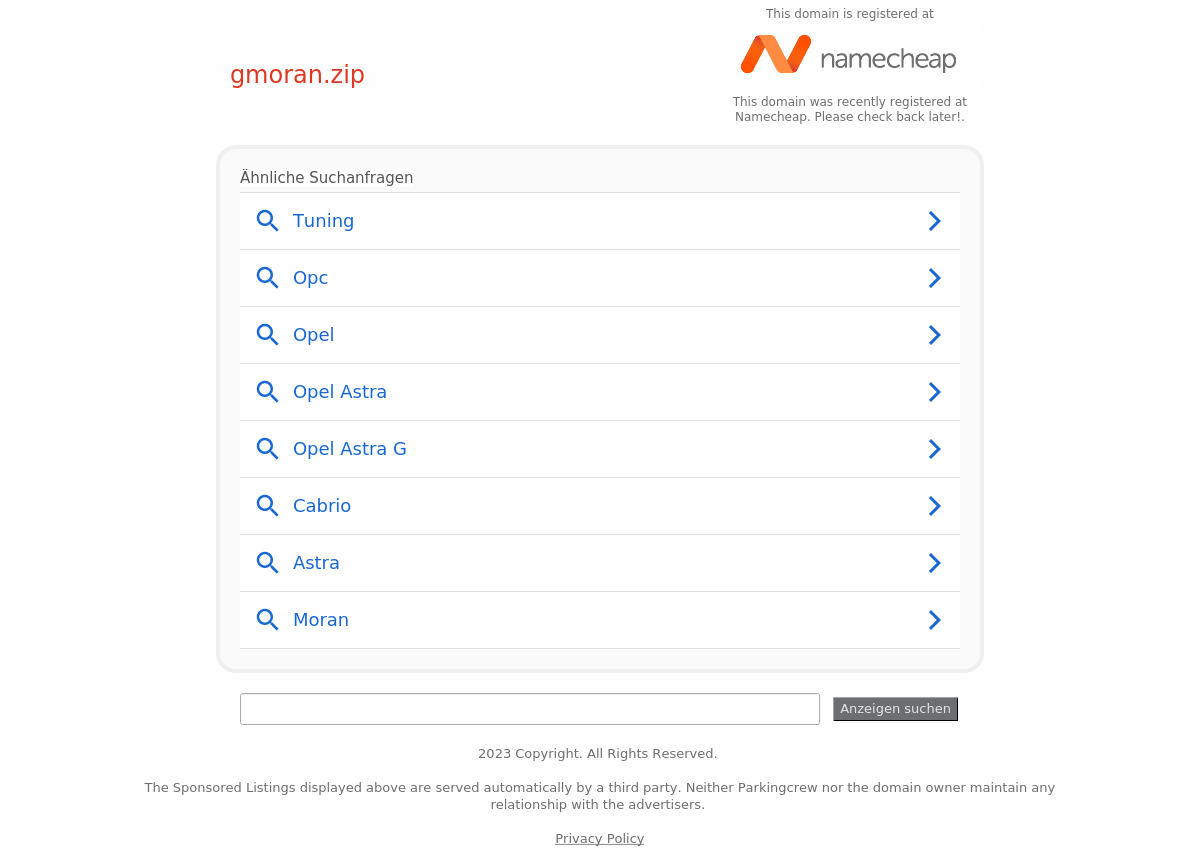 This domain is registered at
namecheap
gmoran.zip
This domain was recently registered at
Namecheap. Please check back later!.
Ähnliche Suchanfragen
Tuning
Opc
Opel
Opel Astra
Opel Astra G
Cabrio
Astra
Moran
Anzeigen suchen
2023 Copyright. All Rights Reserved.
The Sponsored Listings displayed above are served automatically by a third party. Neither Parkingcrew nor the domain owner maintain any
relationship with the advertisers.
Privacy Policy